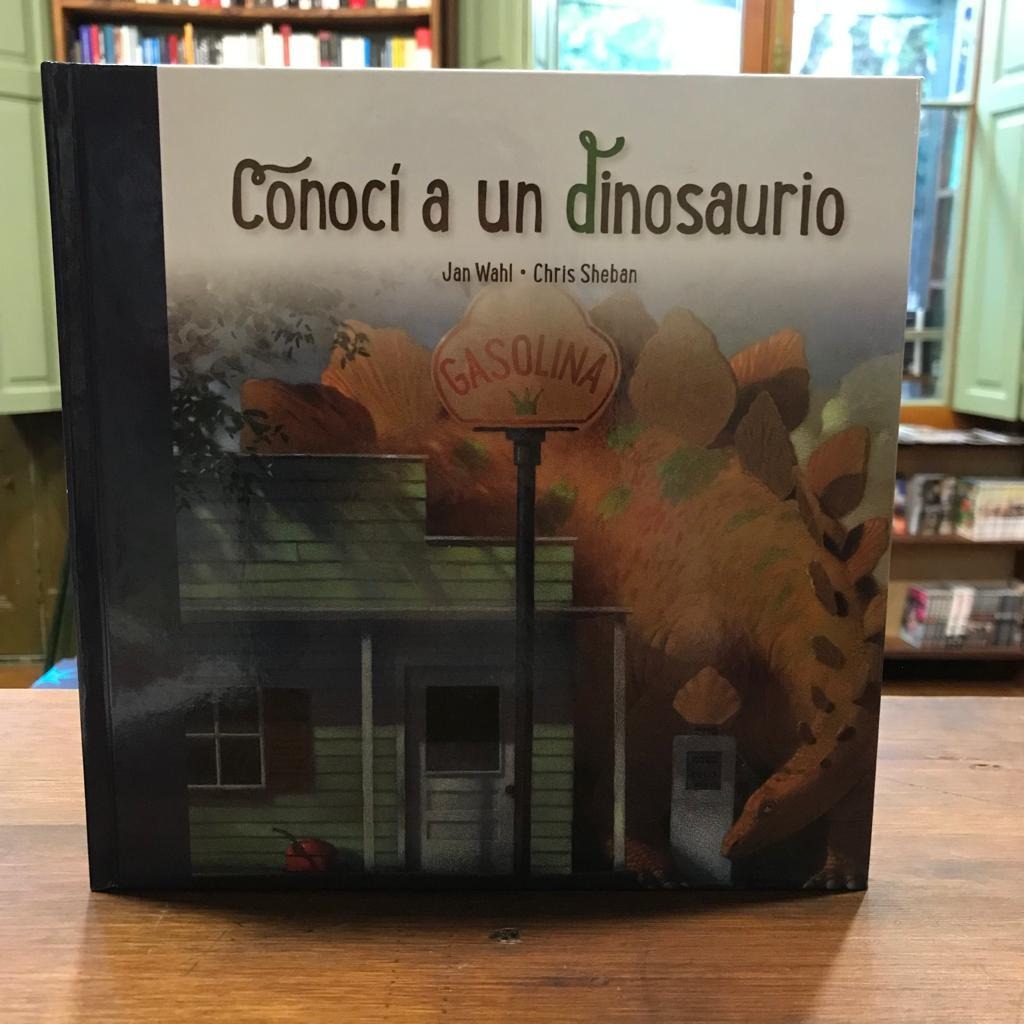 Conocí a un dinosaurio
Jan Wahl • Chris Sheban
GASOLINA